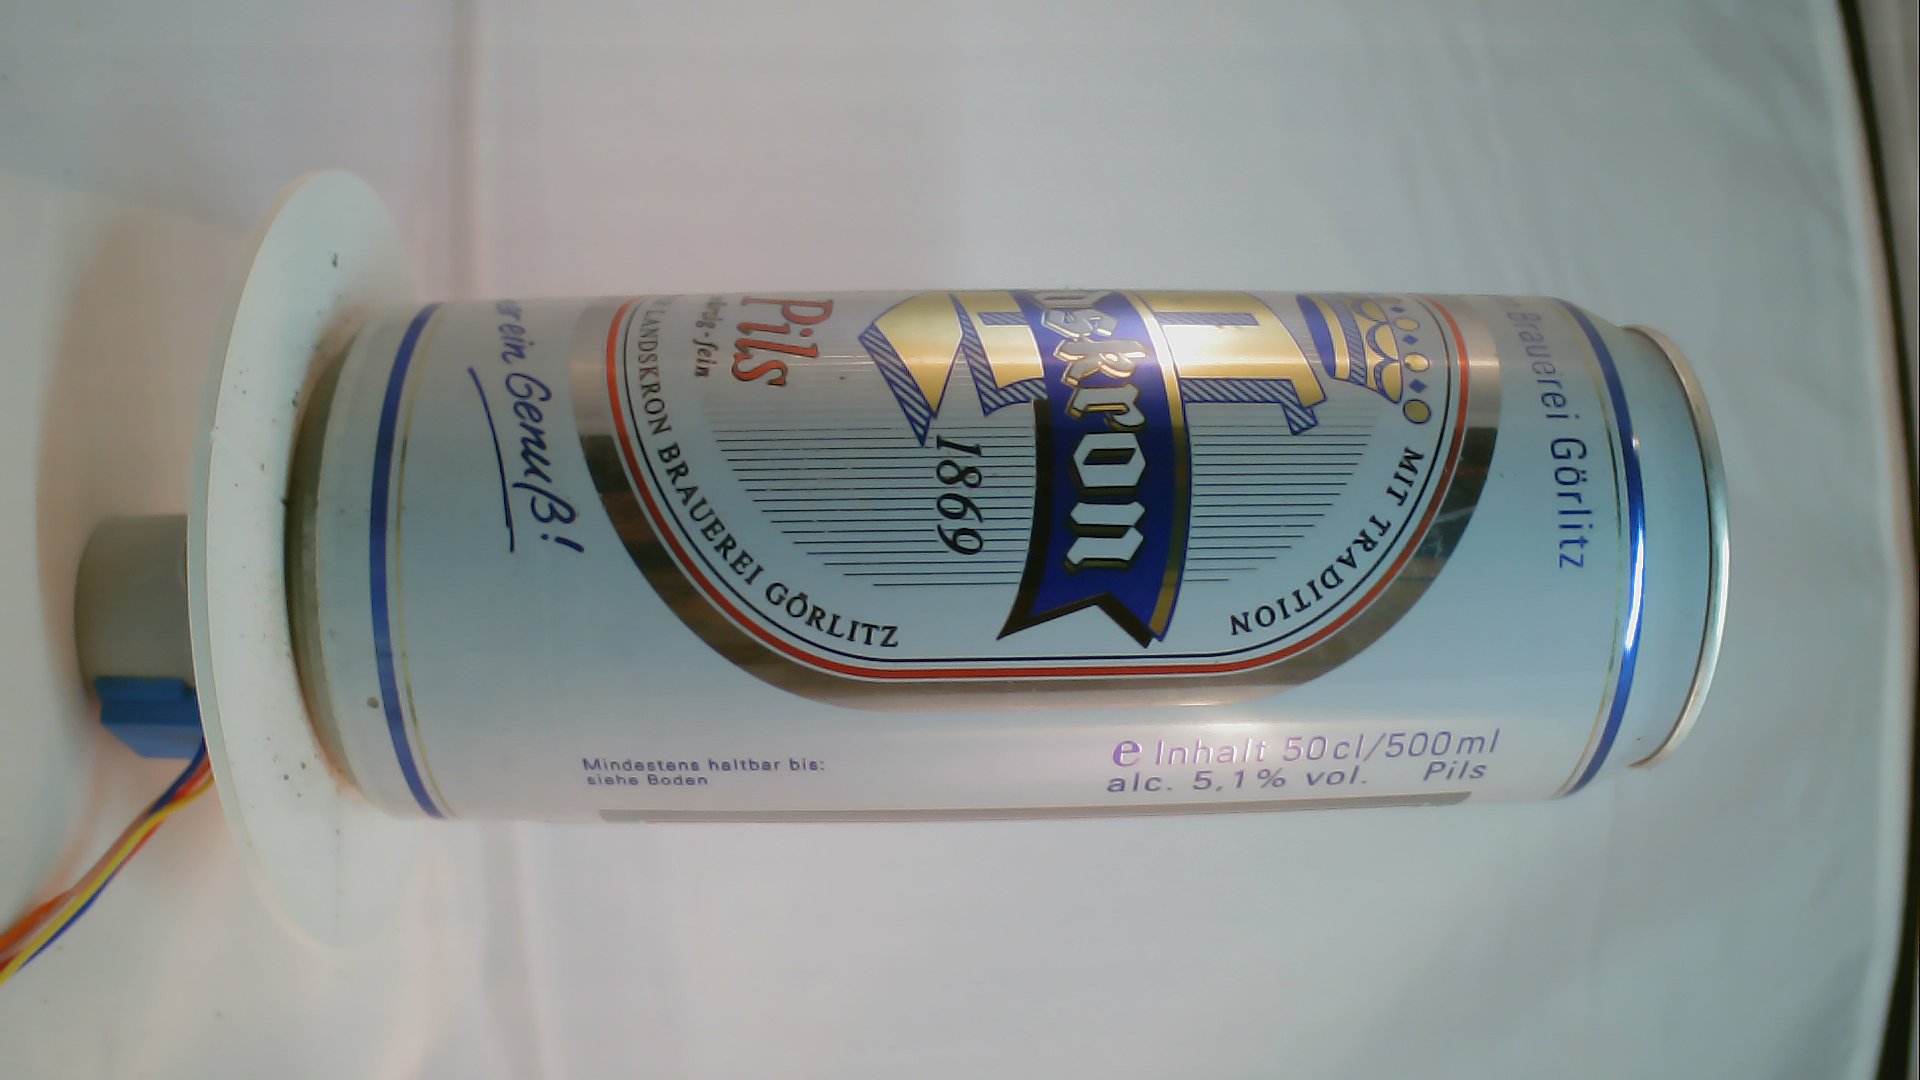 Brauerei Görlitz
MIT TRADITION
1869
Pils
LANDSKRON BRAUEREI GÖRLITZ
ein Genuß!
e Inhalt 50cl/500ml
alc. 5,1% vol. Pils
Mindestens haltbar bis:
siehe Boden